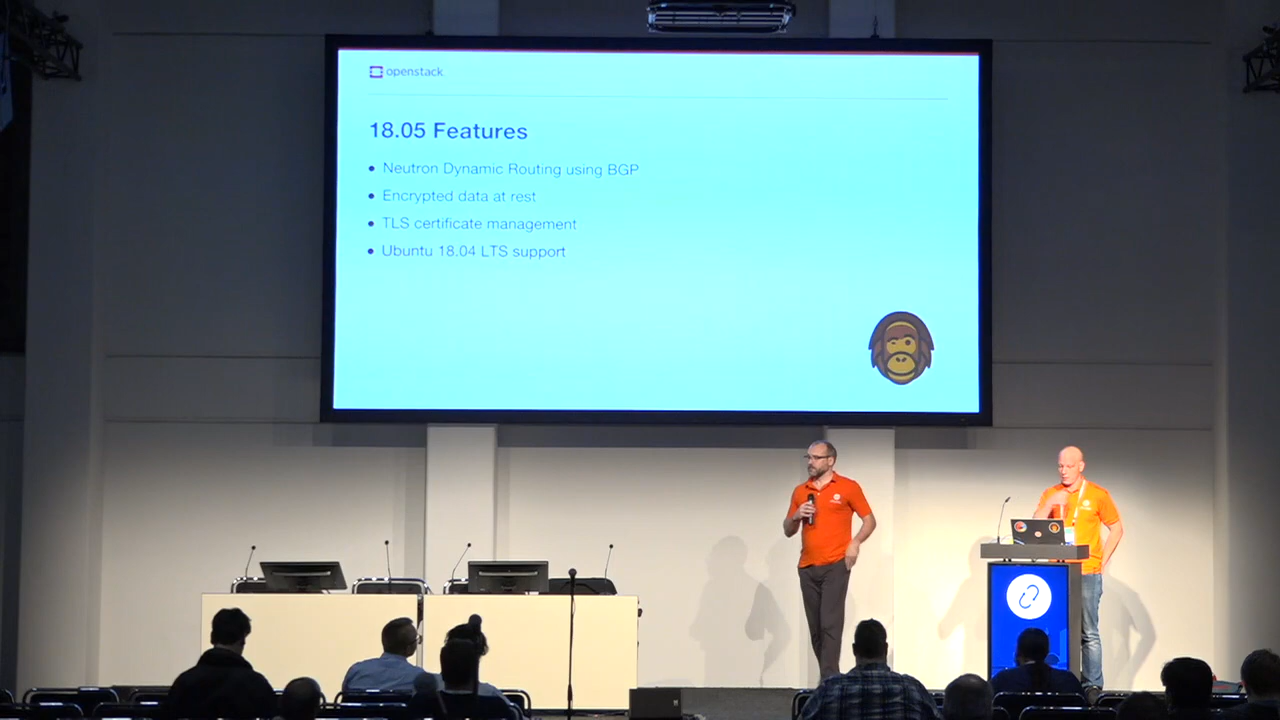 openstack
18.05 Features
• Neutron Dynamic Routing using BGP
• Encrypted data at rest
• TLS certificate management
• Ubuntu 18.04 LTS support